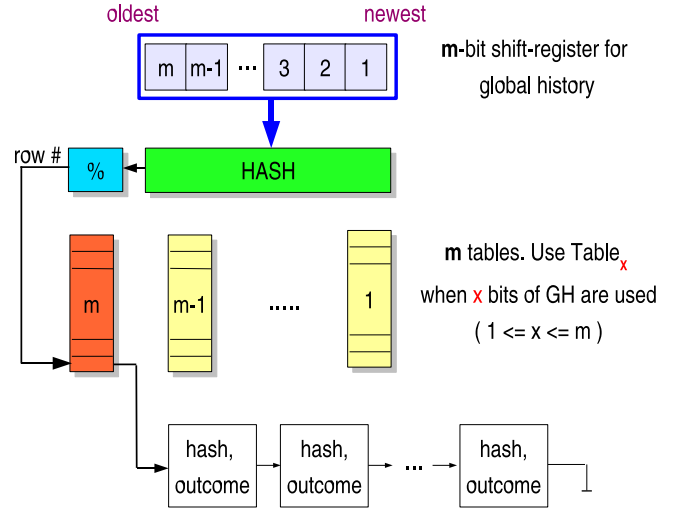 oldest newest
m m-1 ... 3 2 1
m-bit shift-register for
global history
row #
% HASH
m m-1 ..... 1
m tables. Use Tablex
when x bits of GH are used
( 1 <= x <= m )
hash,
outcome
hash,
outcome
...
hash,
outcome